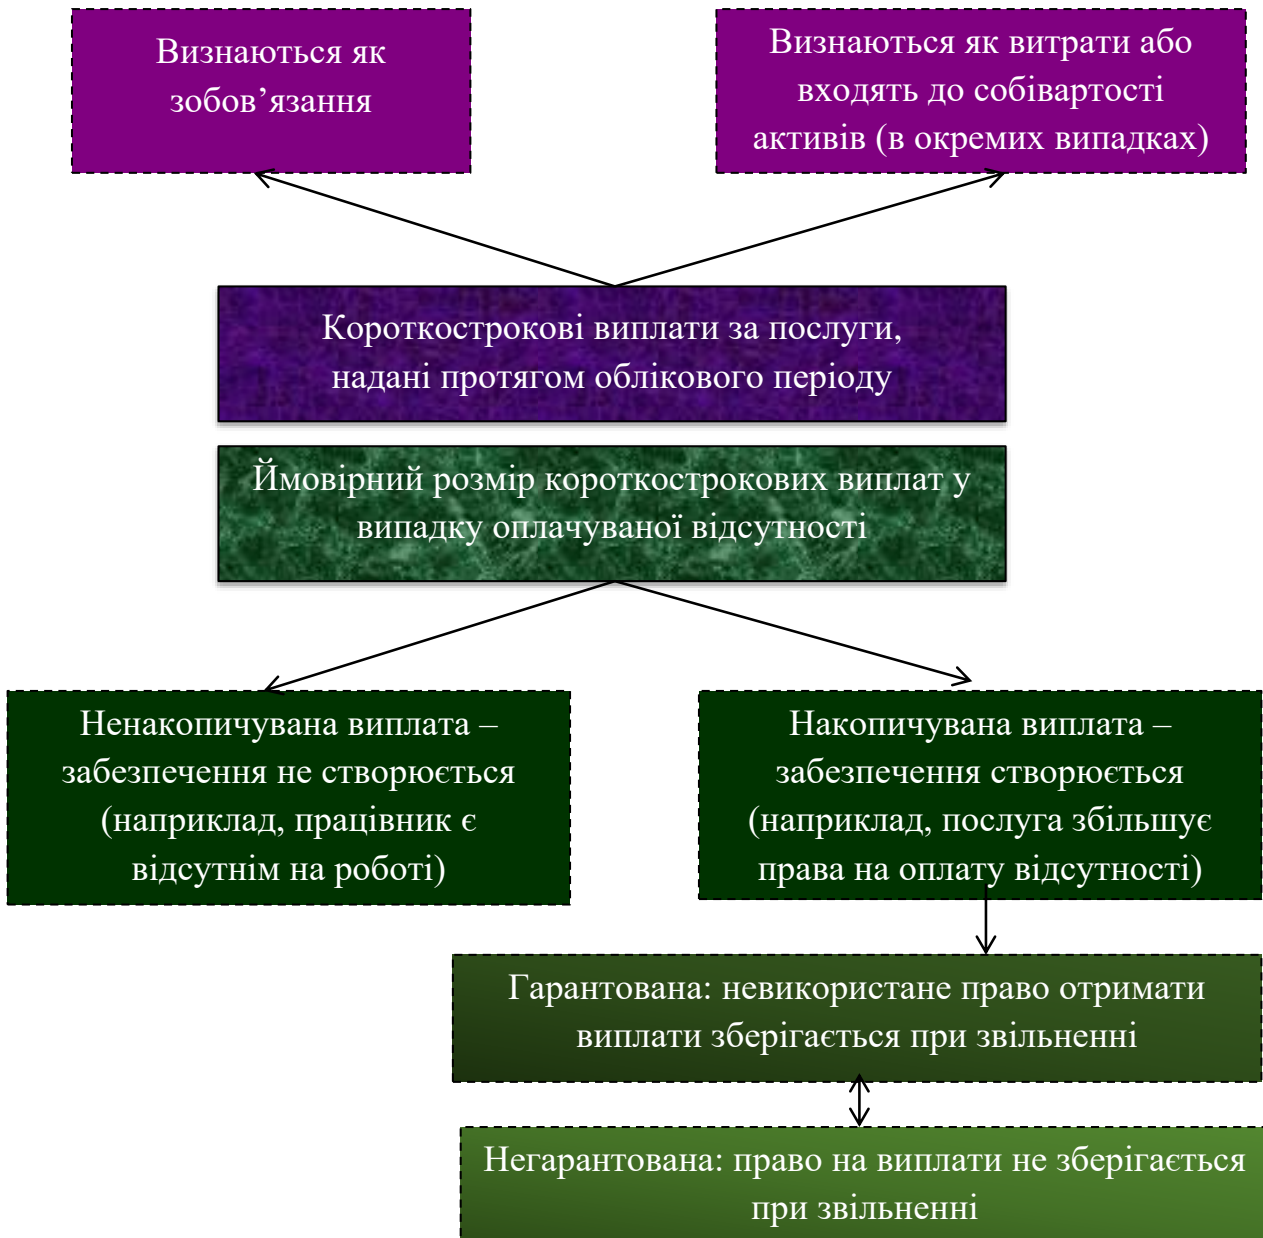 Визнаються як
зобов’язання
Визнаються як витрати або
входять до собівартості
активів (в окремих випадках)
Короткострокові виплати за послуги,
надані протягом облікового періоду
Ймовірний розмір короткострокових виплат у
випадку оплачуваної відсутності
Ненакопичувана виплата –
забезпечення не створюється
(наприклад, працівник є
відсутнім на роботі)
Накопичувана виплата –
забезпечення створюється
(наприклад, послуга збільшує
права на оплату відсутності)
Гарантована: невикористане право отримати
виплати зберігається при звільненні
Негарантована: право на виплати не зберігається
при звільненні